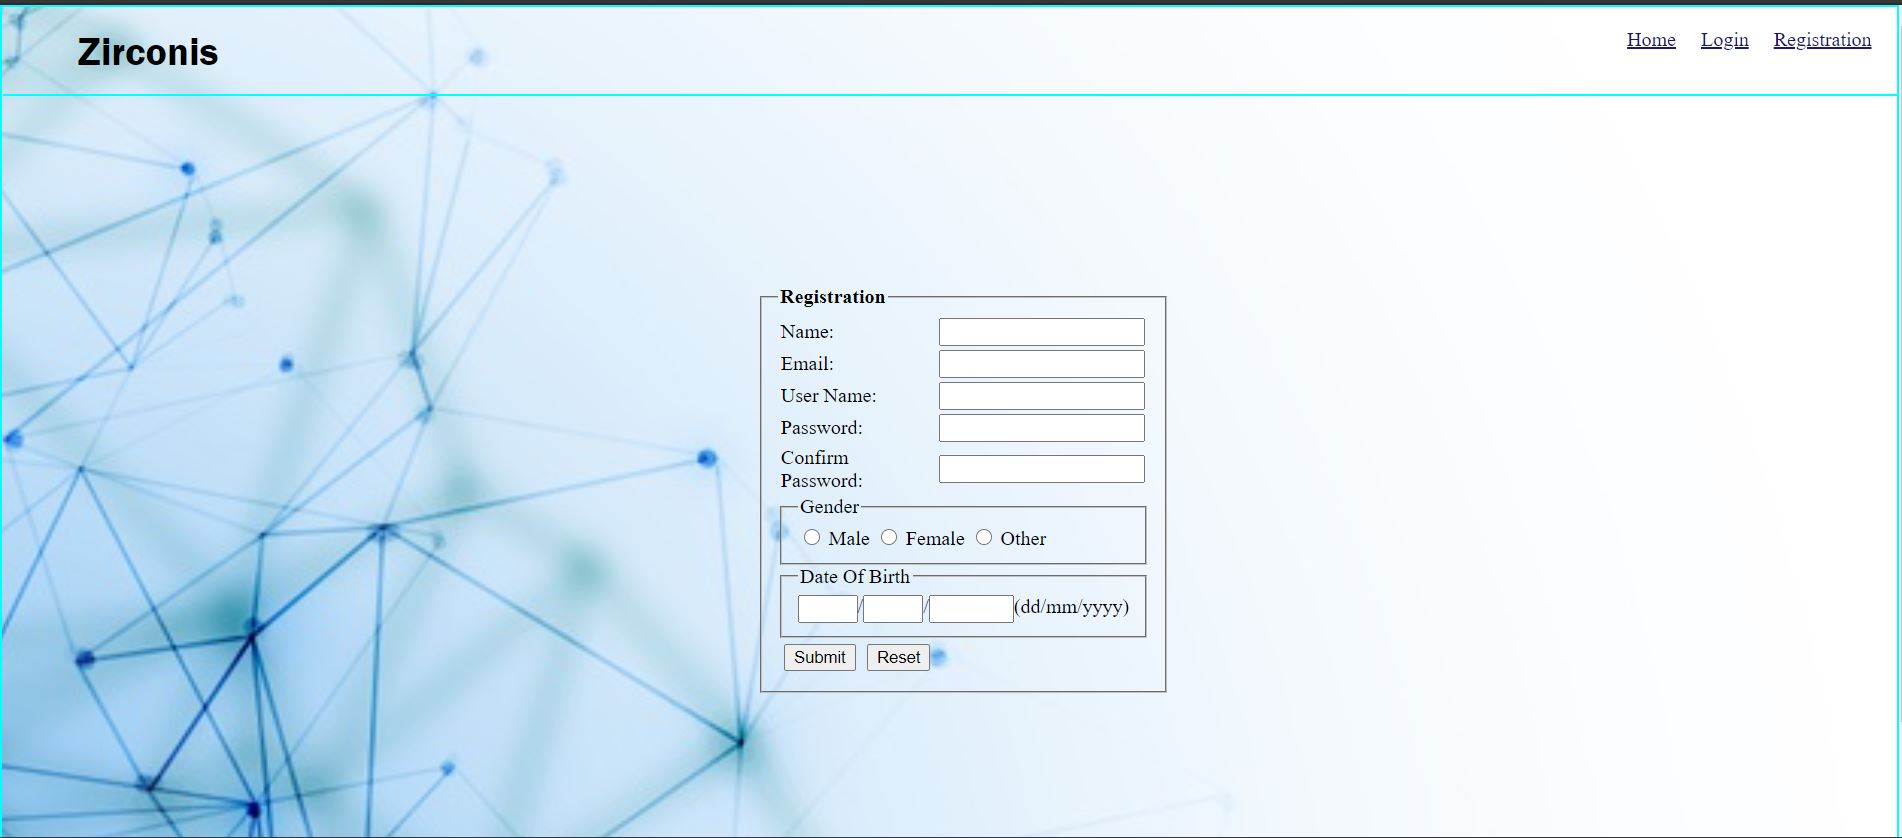 Zirconis
Home Login Registration
Registration
Name:
Email:
User Name:
Password:
Confirm
Password:
Gender
Male Female Other
Date Of Birth
/ / (dd/mm/yyyy)
Submit Reset